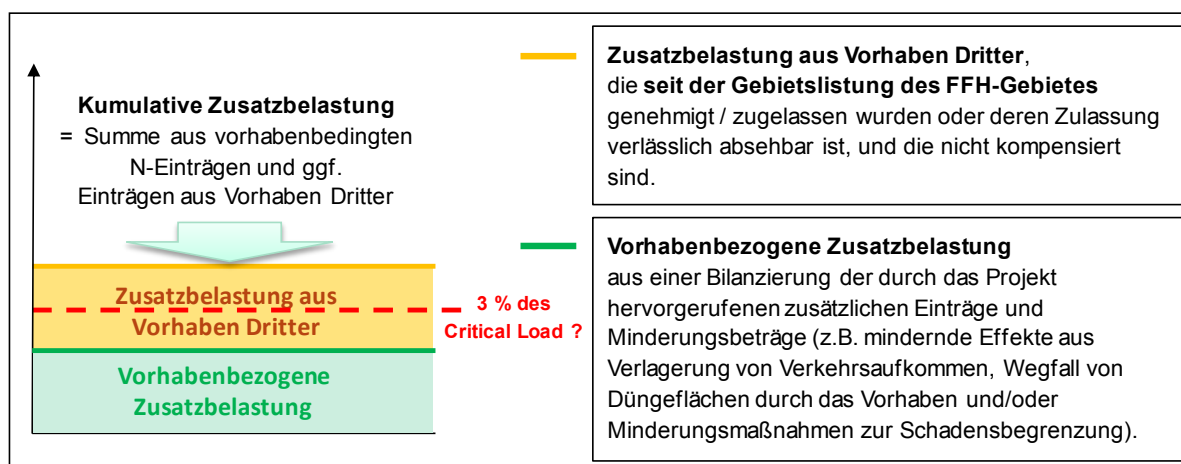 Kumulative Zusatzbelastung
= Summe aus vorhabenbedingten
N-Einträgen und ggf.
Einträgen aus Vorhaben Dritter
Zusatzbelastung aus
Vorhaben Dritter
3 % des
Critical Load ?
Vorhabenbezogene
Zusatzbelastung
Zusatzbelastung aus Vorhaben Dritter,
die seit der Gebietslistung des FFH-Gebietes
genehmigt / zugelassen wurden oder deren Zulassung
verlässlich absehbar ist, und die nicht kompensiert
sind.
Vorhabenbezogene Zusatzbelastung
aus einer Bilanzierung der durch das Projekt
hervorgerufenen zusätzlichen Einträge und
Minderungsbeträge (z.B. mindernde Effekte aus
Verlagerung von Verkehrsaufkommen, Wegfall von
Düngeflächen durch das Vorhaben und/oder
Minderungsmaßnahmen zur Schadensbegrenzung).